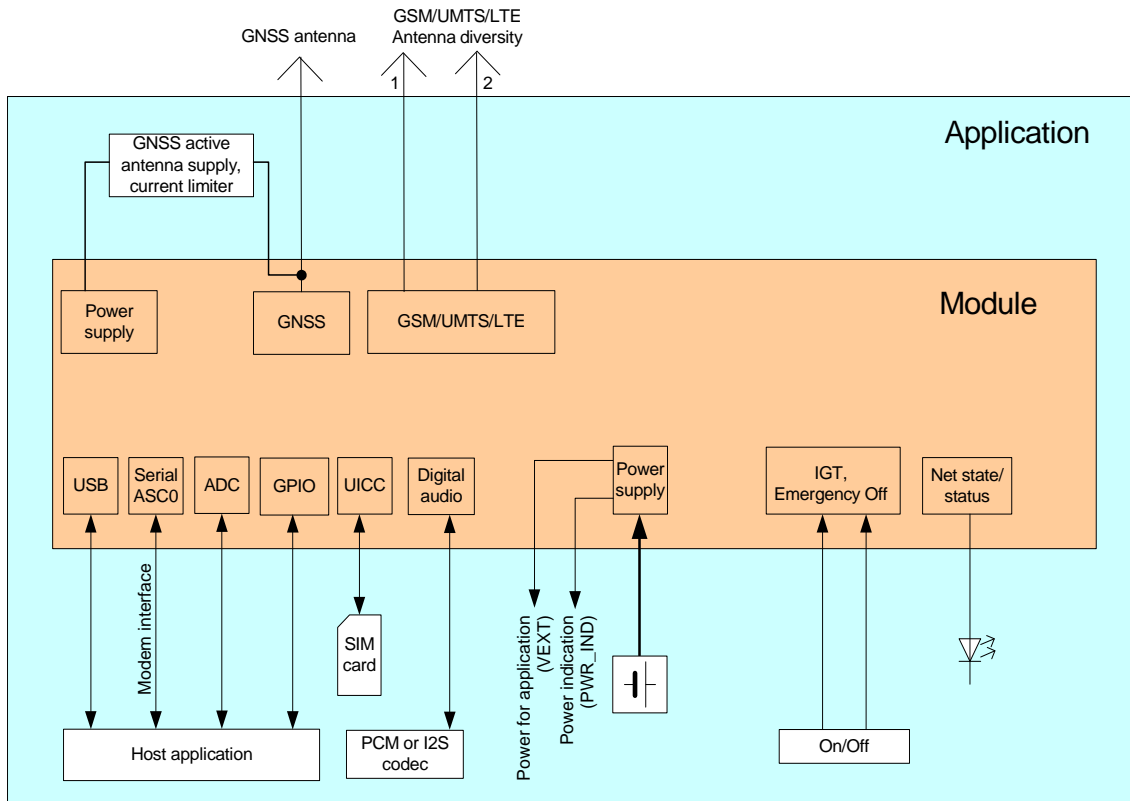 GNSS antenna
GSM/UMTS/LTE
Antenna diversity
1
2
Application
GNSS active
antenna supply,
current limiter
Module
Power
supply
GNSS
GSM/UMTS/LTE
USB
Serial
ASC0
ADC
GPIO
UICC
Digital
audio
Power
supply
IGT,
Emergency Off
Net state/
status
Modem interface
SIM
card
Power for application
(VEXT)
Power indication
(PWR_IND)
Host application
PCM or I2S
codec
On/Off